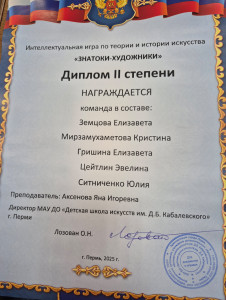 Интеллектуальная игра по теории и истории искусства
«ЗНАТОКИ-ХУДОЖНИКИ»
Диплом II степени
НАГРАЖДАЕТСЯ
команда в составе:
Земцова Елизавета
Мирзамухаметова Кристина
Гришина Елизавета
Цейтлин Эвелина
Ситниченко Юлия
Преподаватель: Аксенова Яна Игоревна
Директор МАУ ДО «Детская школа искусств им. Д.Б. Кабалевского»
г. Перми
Лозован О.Н.
г. Пермь, 2025 г.